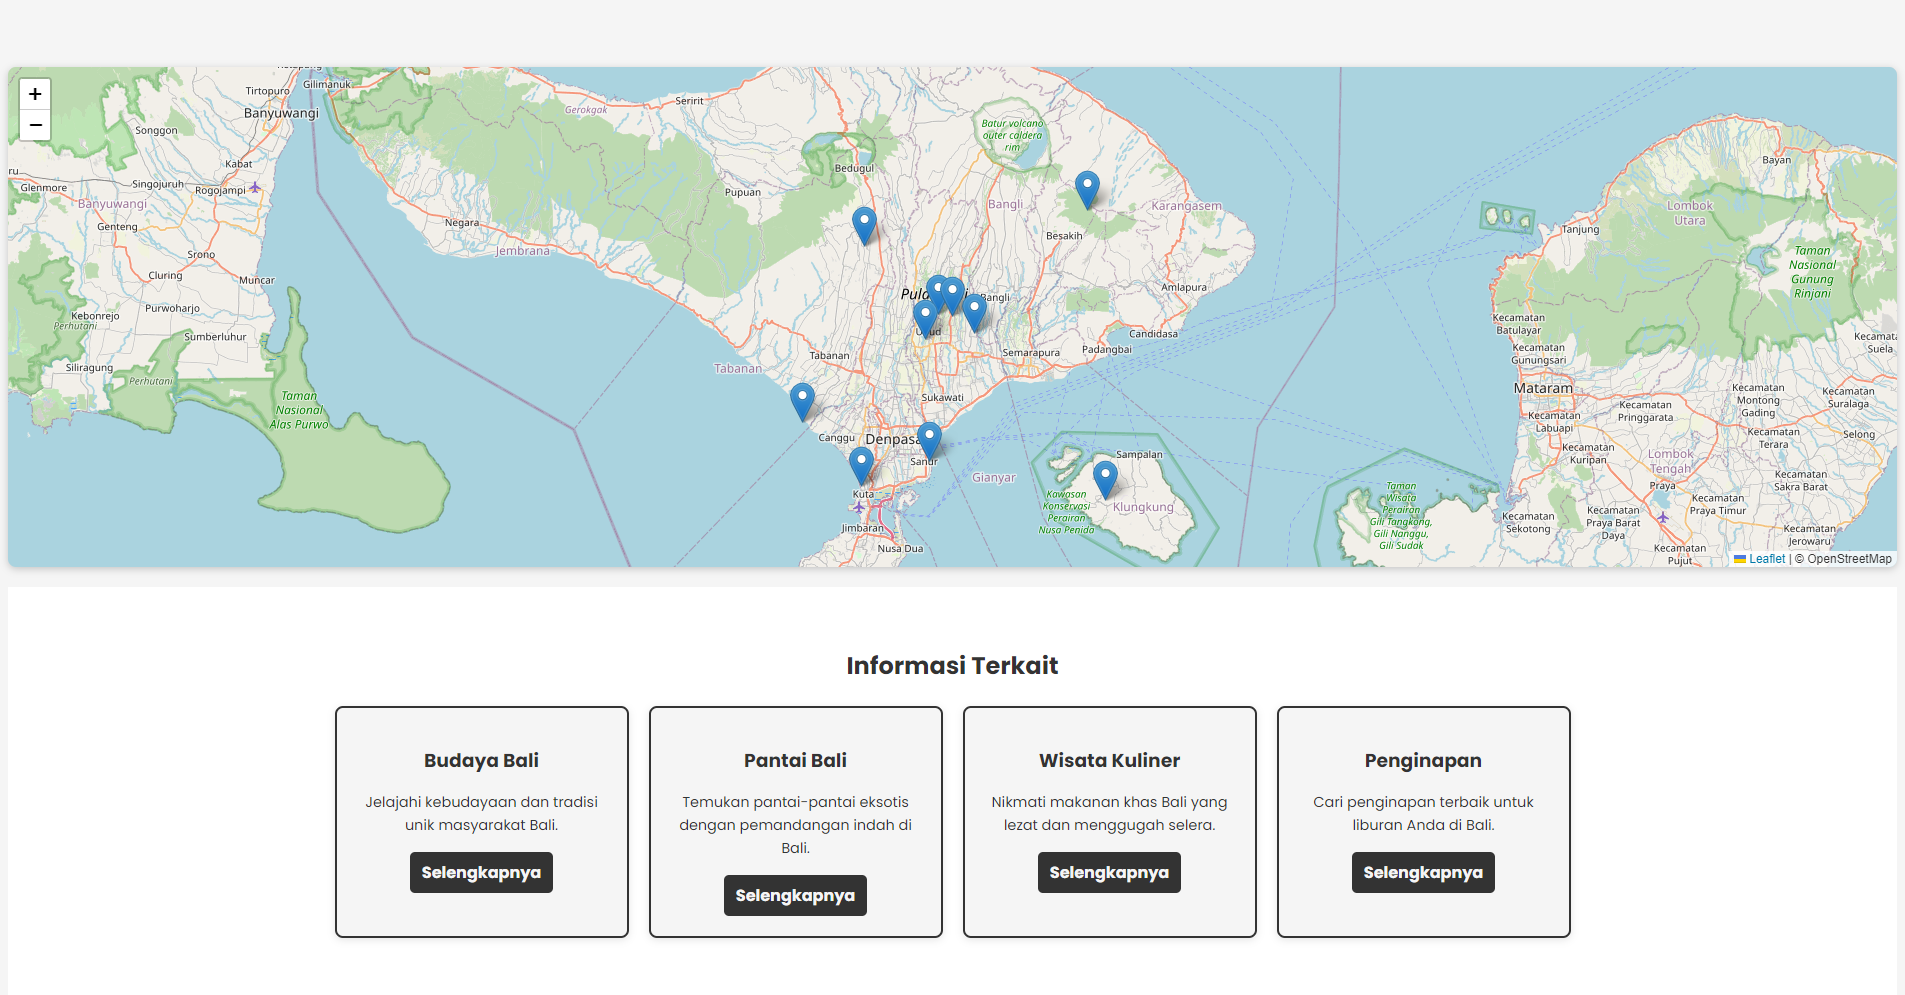 +
−
Gilimanuk
Tirtopuro
Banyuwangi
Songgon
Kabat
Singojuruh
Rogojampi
Glenmore
Banyuwangi
Genteng
Srono
Cluring
Muncar
Purwoharjo
Kebonrejo
Perhutani
Sumberluhur
Siliragung
Perhutani
Taman
Nasional
Alas Purwo
Gerokgak
Seririt
Pupuan
Negara
Jembrana
Bedugul
Batur volcano
outer caldera
rim
Bangli
Karangasem
Besakih
Amlapura
Bangli
Candidasa
Padangbai
Semarapura
Tabanan
Tabanan
Sukawati
Canggu
Sanur
Kuta
Jimbaran
Nusa Dua
Gianyar
Sampalan
Kawasan
Konservasi
Perairan
Nusa Penida
Klungkung
Bayan
Lombok
Utara
Tanjung
Taman
Nasional
Gunung
Rinjani
Kecamatan
Batulayar
Kecamatan
Gunungsari
Mataram
Kecamatan
Labuapi
Kecamatan
Pringgarata
Kecamatan
Montong
Gading
Kecamatan
Suralaga
Kecamatan
Terara
Selong
Kecamatan
Kuripan
Lombok
Tengah
Praya
Kecamatan
Sakra Barat
Kecamatan
Praya Timur
Kecamatan
Sekotong
Kecamatan
Praya Barat
Daya
Kecamatan
Jerowaru
Kecamatan
Pujut
Taman
Wisata
Perairan
Gili Tangkong,
Gili Nanggu,
Gili Sudak
Leaflet | © OpenStreetMap
Informasi Terkait
Budaya Bali
Jelajahi kebudayaan dan tradisi
unik masyarakat Bali.
Selengkapnya
Pantai Bali
Temukan pantai-pantai eksotis
dengan pemandangan indah di
Bali.
Selengkapnya
Wisata Kuliner
Nikmati makanan khas Bali yang
lezat dan menggugah selera.
Selengkapnya
Penginapan
Cari penginapan terbaik untuk
liburan Anda di Bali.
Selengkapnya